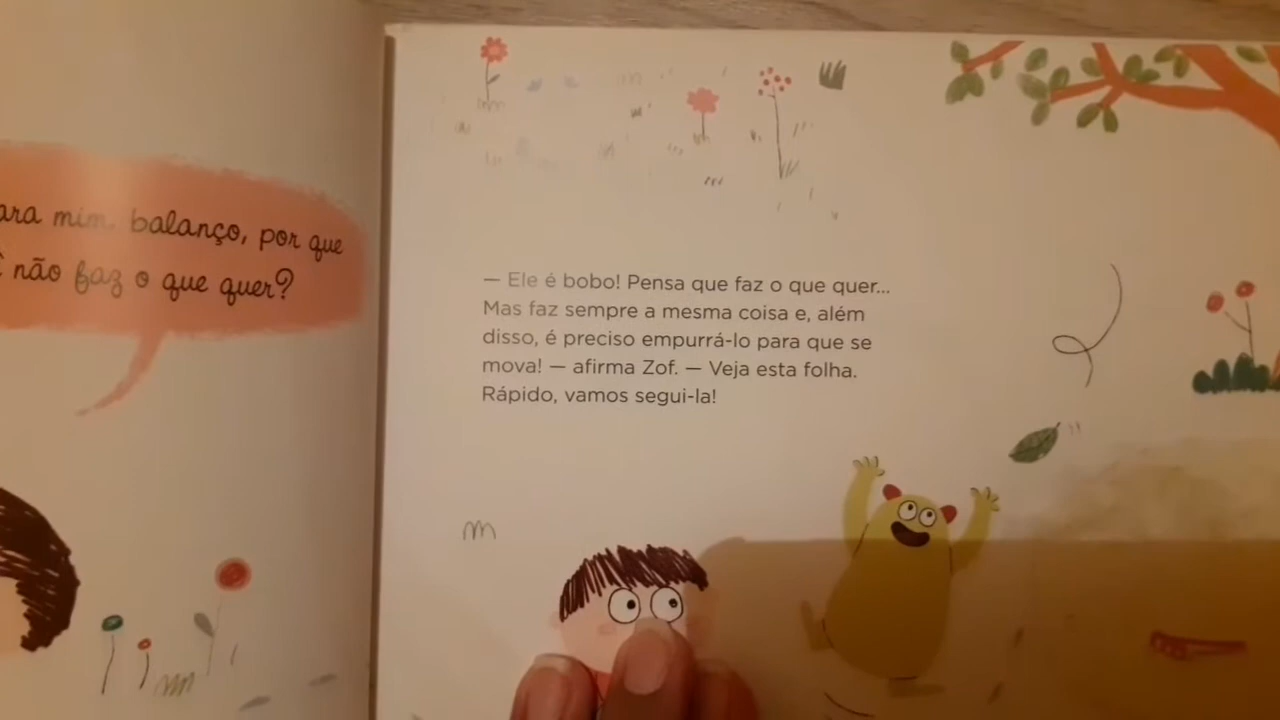 mim, balanço, por que
não faz o que quer?
— Ele é bobo! Pensa que faz o que quer...
Mas faz sempre a mesma coisa e, além
disso, é preciso empurrá-lo para que se
mova! — afirma Zof. — Veja esta folha.
Rápido, vamos segui-la!